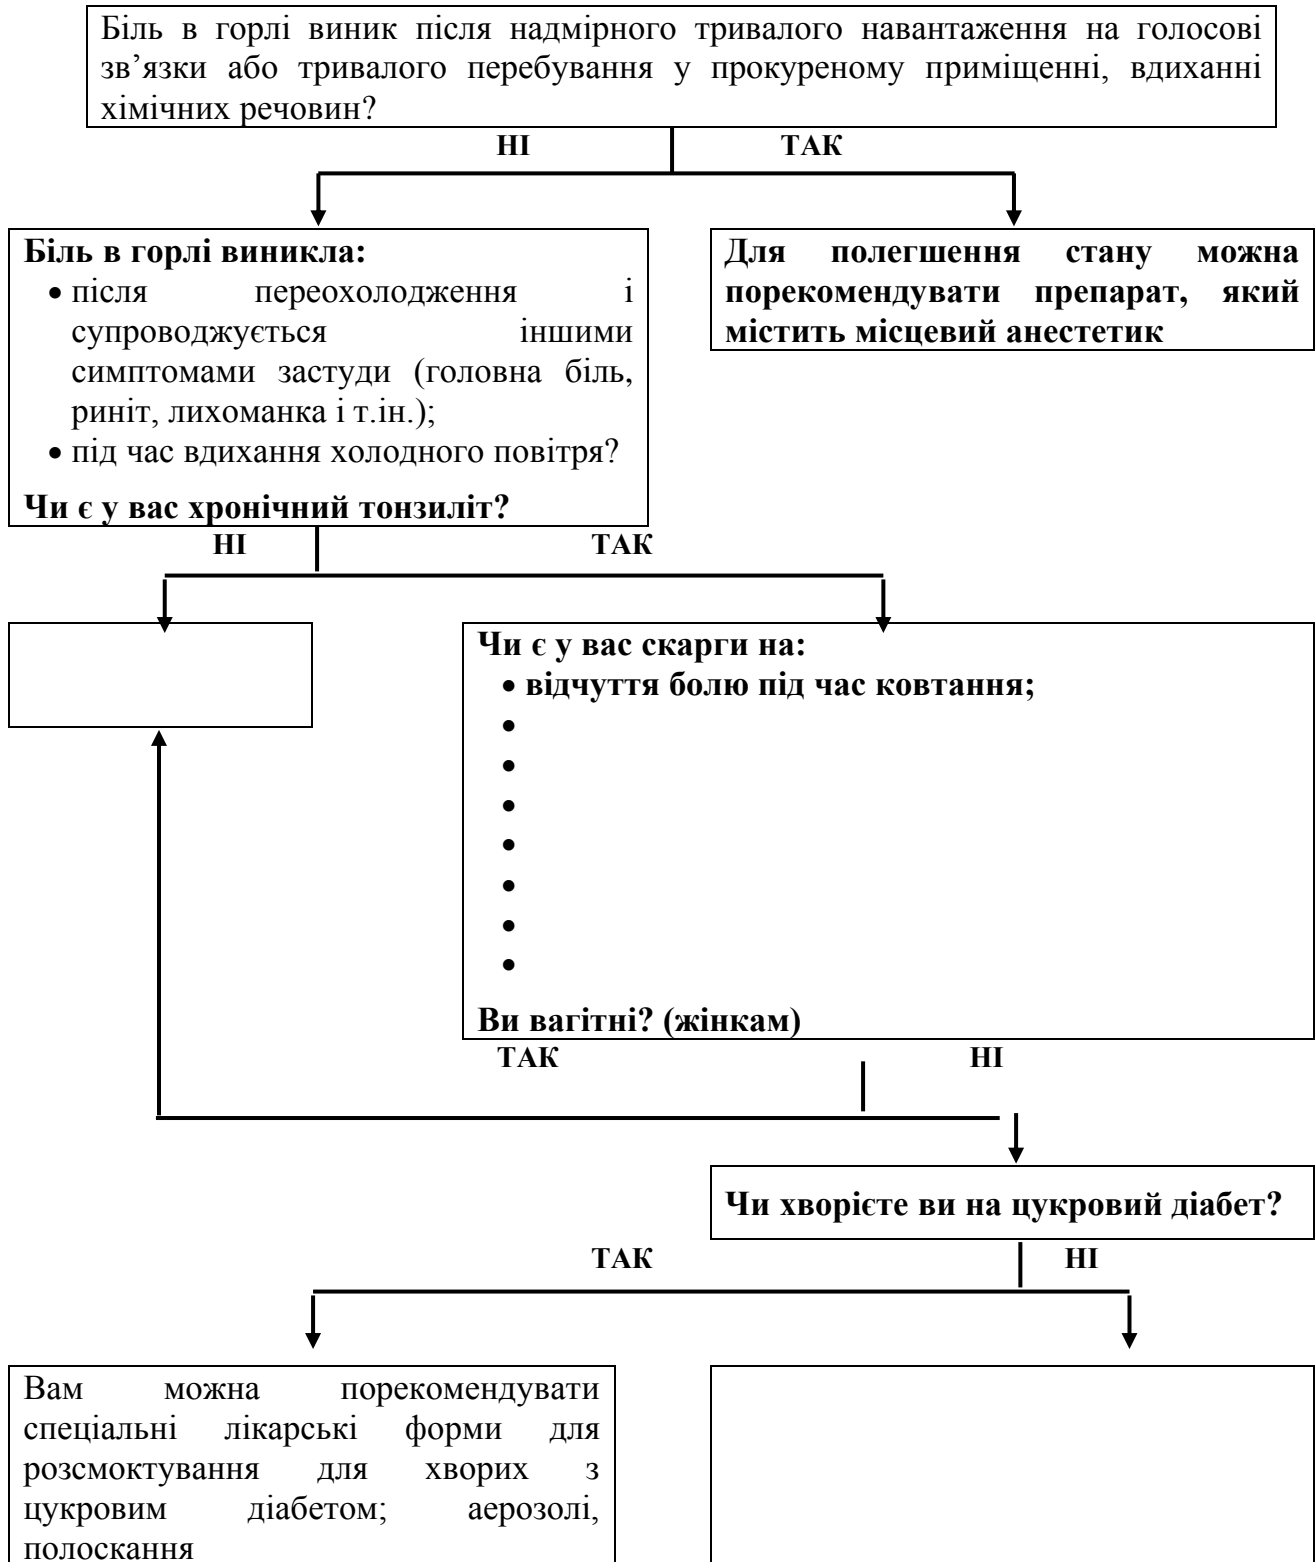 Біль в горлі виник після надмірного тривалого навантаження на голосові
зв’язки або тривалого перебування у прокуреному приміщенні, вдиханні
хімічних речовин?
НІ ТАК
Біль в горлі виникла:
• після переохолодження і
супроводжується іншими
симптомами застуди (головна біль,
риніт, лихоманка і т.ін.);
• під час вдихання холодного повітря?
Чи є у вас хронічний тонзиліт?
Для полегшення стану можна
порекомендувати препарат, який
містить місцевий анестетик
НІ ТАК
Чи є у вас скарги на:
• відчуття болю під час ковтання;
•
•
•
•
•
•
•
Ви вагітні? (жінкам)
ТАК НІ
Чи хворієте ви на цукровий діабет?
ТАК НІ
Вам можна порекомендувати
спеціальні лікарські форми для
розсмоктування для хворих з
цукровим діабетом; аерозолі,
полоскання